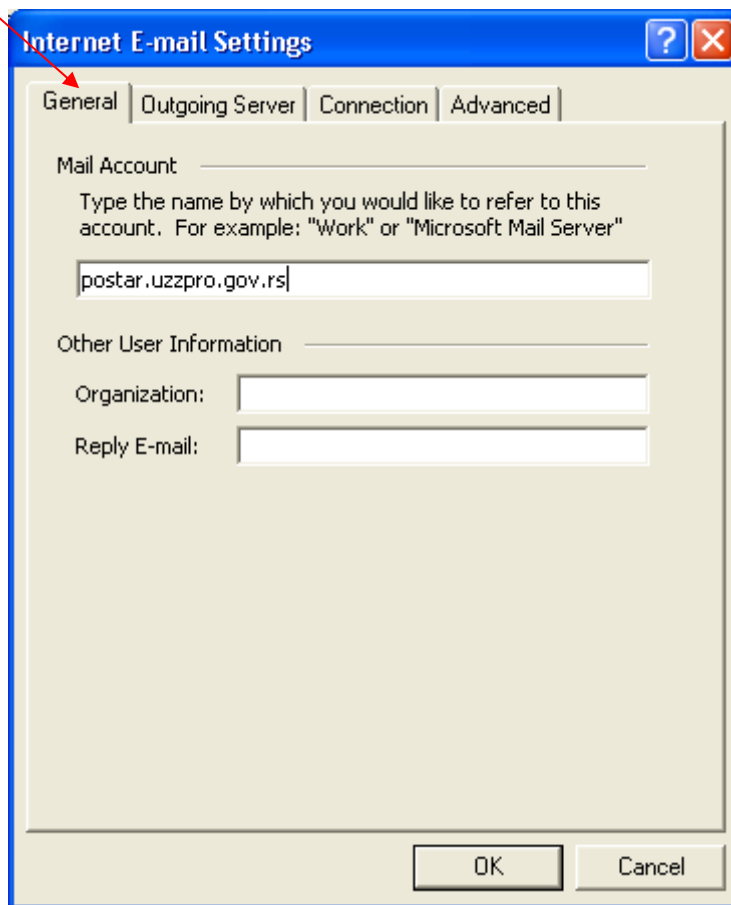 Internet E-mail Settings
General Outgoing Server Connection Advanced
Mail Account
Type the name by which you would like to refer to this
account. For example: "Work" or "Microsoft Mail Server"
postar.uzzpro.gov.rs
Other User Information
Organization:
Reply E-mail:
OK Cancel